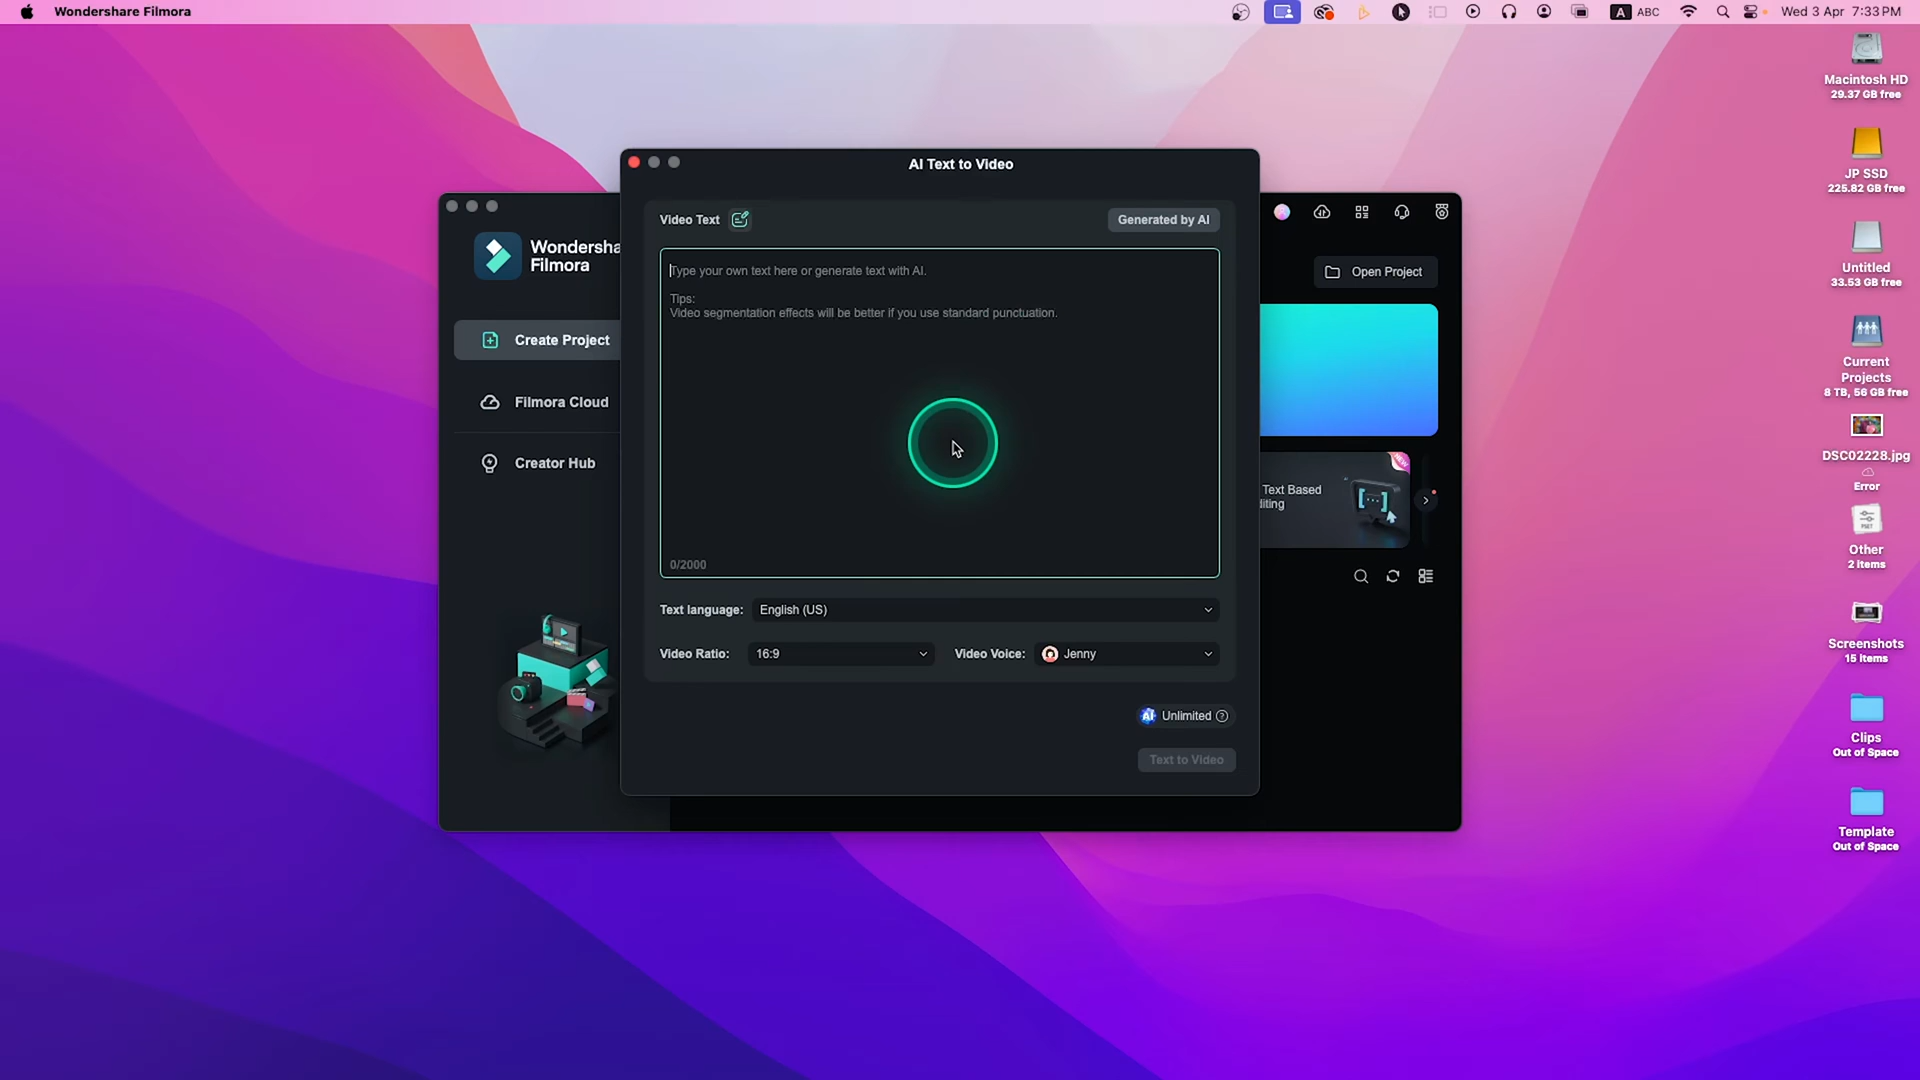 Wondershare Filmora
A ABC
Wed 3 Apr 7:33 PM
Macintosh HD
29.37 GB free
JP SSD
225.82 GB free
Untitled
33.53 GB free
Current
Projects
8 TB, 56 GB free
DSC02228.jpg
Error
Other
2 items
Screenshots
15 items
Clips
Out of Space
Template
Out of Space
AI Text to Video
Wondersha
Filmora
Create Project
Filmora Cloud
Creator Hub
Video Text
Generated by AI
Type your own text here or generate text with AI.
Tips:
Video segmentation effects will be better if you use standard punctuation.
0/2000
Text language: English (US)
Video Ratio: 16:9
Video Voice: Jenny
AI Unlimited
Text to Video
Open Project
NEW
Text Based
iting